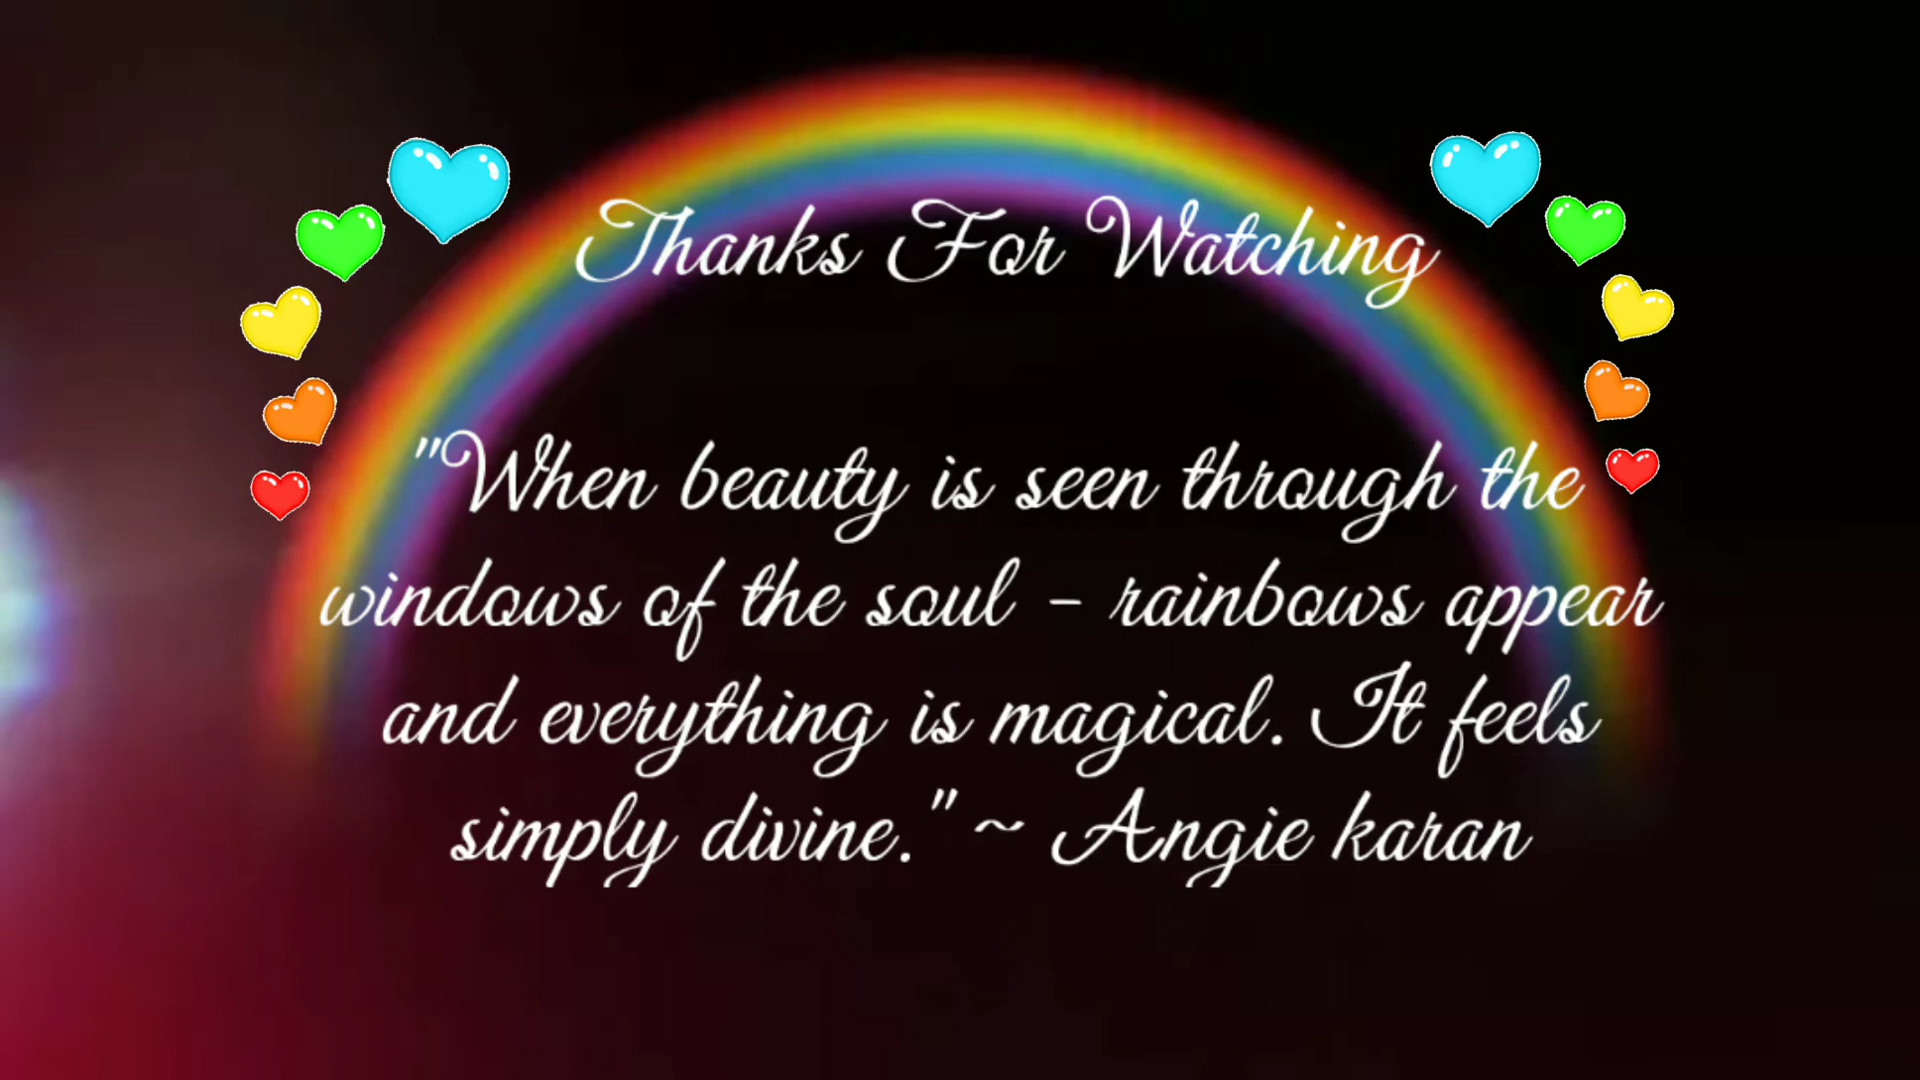 Thanks For Watching
"When beauty is seen through the
windows of the soul - rainbows appear
and everything is magical. It feels
simply divine." ~ Angie karan